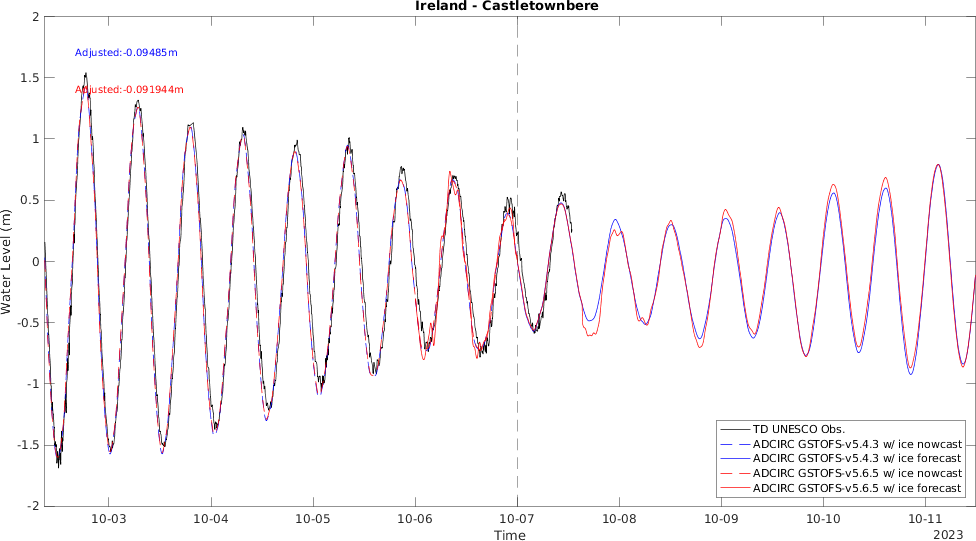 Ireland - Castletownbere
2
1.5
1
0.5
0
-0.5
-1
-1.5
-2
Water Level (m)
Adjusted:-0.09485m
Adjusted:-0.091944m
TD UNESCO Obs.
ADCIRC GSTOFS-v5.4.3 w/ ice nowcast
ADCIRC GSTOFS-v5.4.3 w/ ice forecast
ADCIRC GSTOFS-v5.6.5 w/ ice nowcast
ADCIRC GSTOFS-v5.6.5 w/ ice forecast
10-03 10-04 10-05 10-06 10-07 10-08 10-09 10-10 10-11
Time
2023